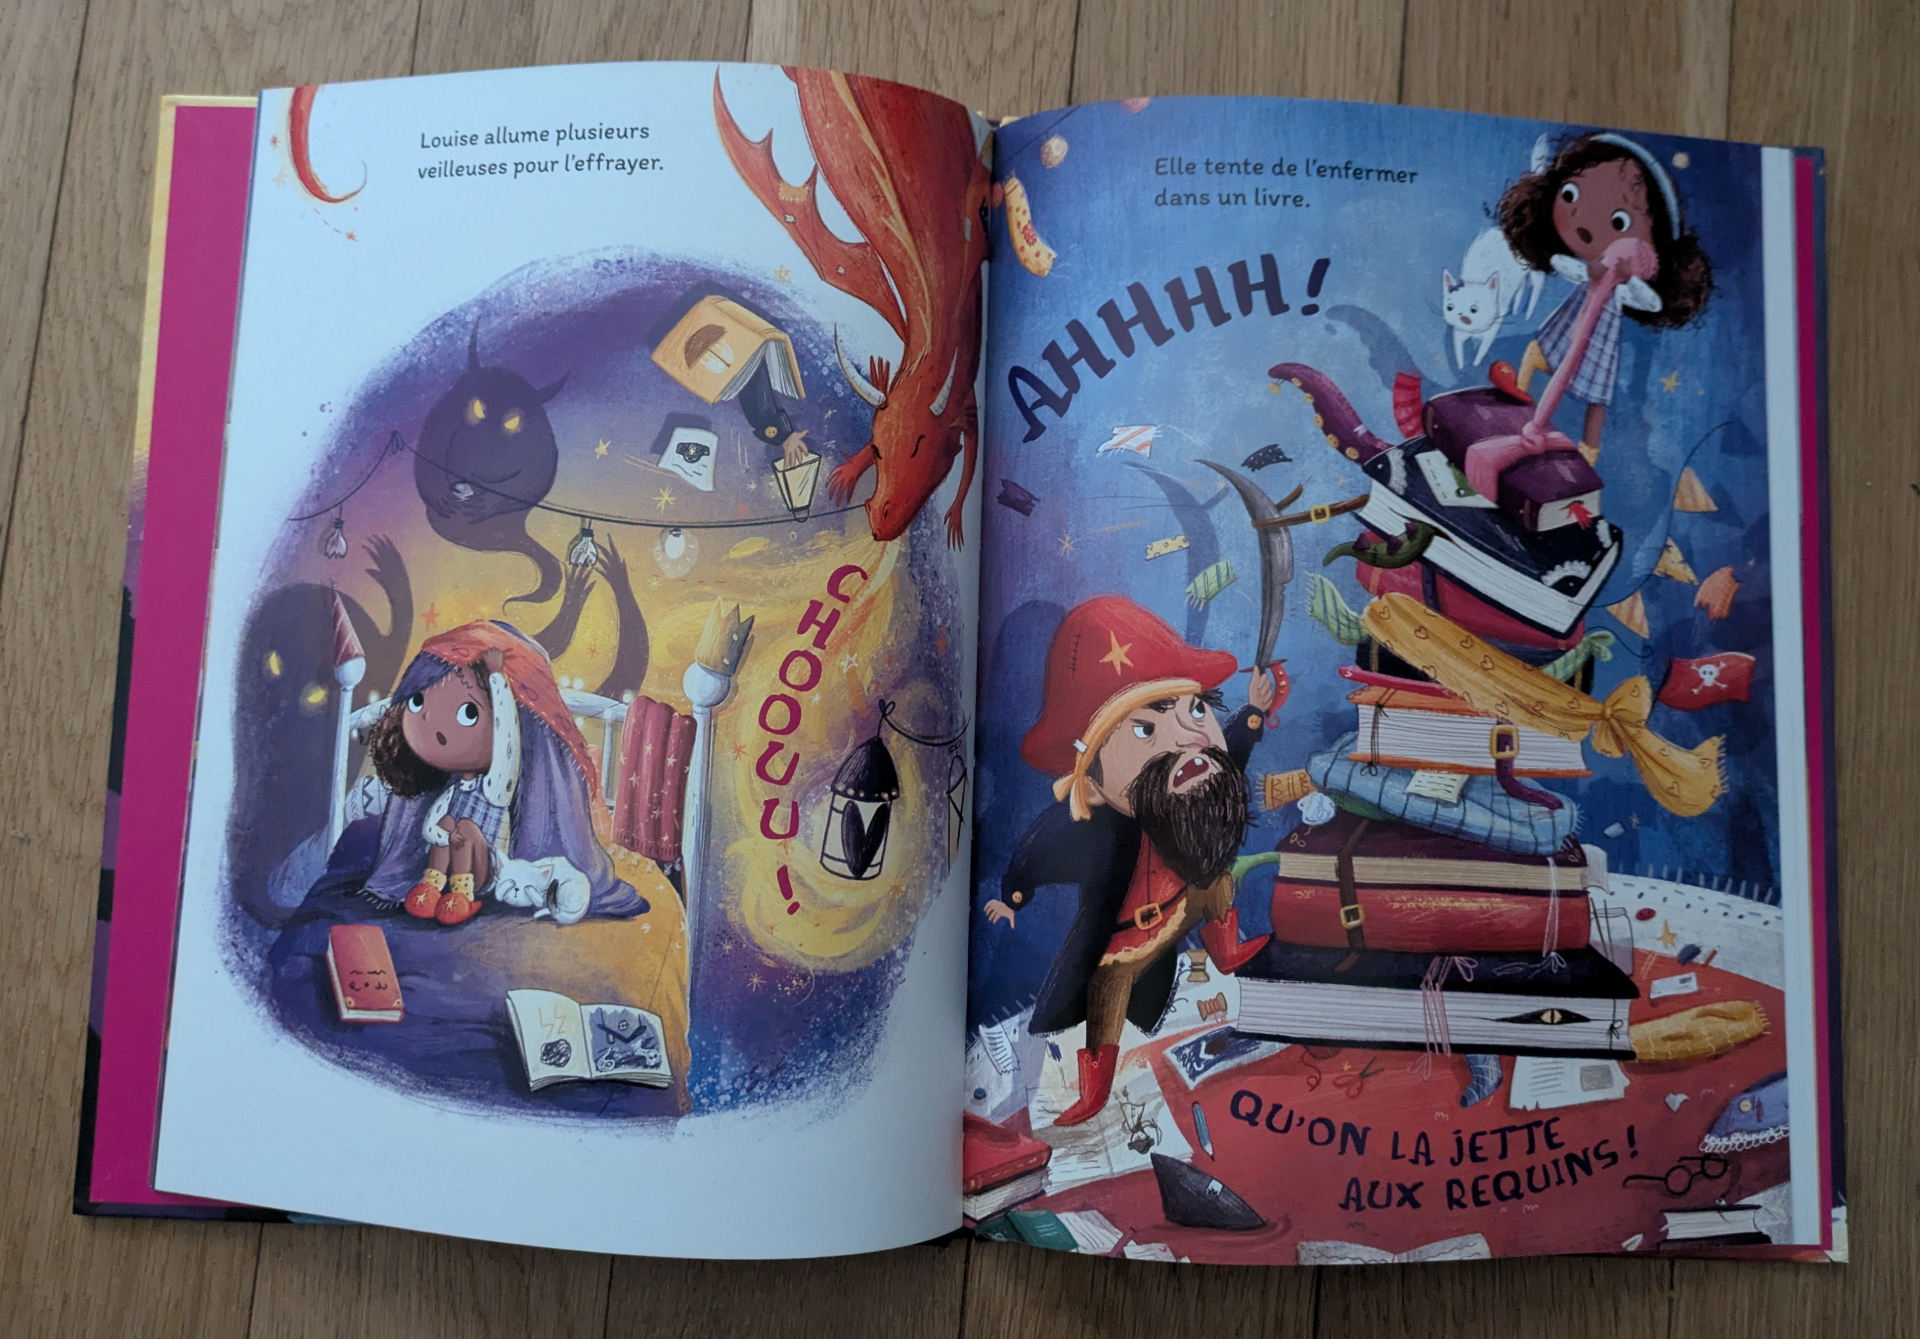 Louise allume plusieurs
veilleuses pour l'effrayer.
CHOOUU!
Elle tente de l'enfermer
dans un livre.
AHHHH!
QU'ON LA JETTE
AUX REQUINS!